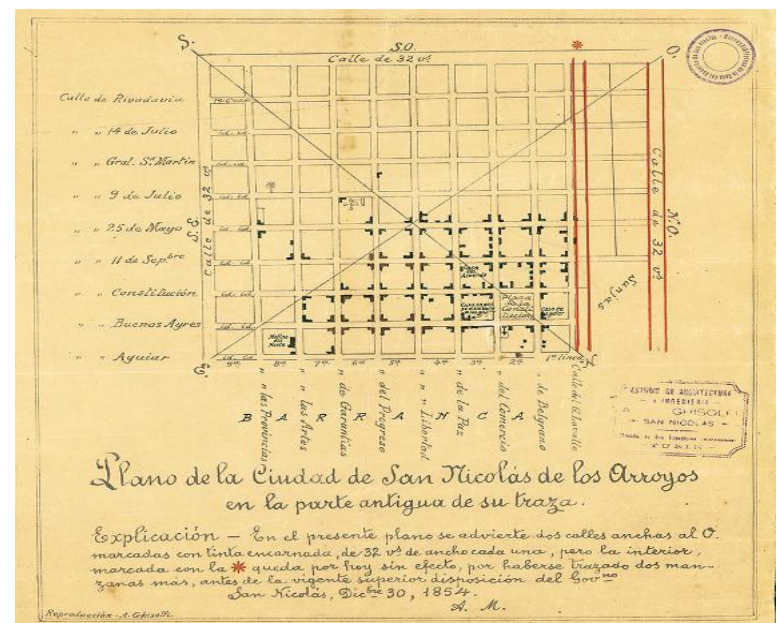 S.
S.O.
O.
Calle de 32 vs
Calle de Rivadavia
" " 14 de Julio
" " Gral. Sn Martin
" " 9 de Julio
" " 25 de Mayo
" " 11 de Sepbre
" " Constitución
" " Buenos Ayres
" " Aguiar
Calle de 32 vs
S.E.
Calle de 32 vs
N.O.
Sanjas
Plaza
Consti
tución
Molino
E.
N.
9a 8a 7a 6a 5a 4a 3a 2a 1a linea
" " las Provincias
" " las Artes
" " de Garantias
" " del Progreso
" " " Libertad
" " de la Paz
" del Comercio
" de Belgrano
Calle del
BARRANCA
ESTUDIO DE ARQUITECTURA
E INGENIERIA
A. GHISOLFI
SAN NICOLAS
TURIN
Plano de la Ciudad de San Nicolás de los Arroyos
en la parte antigua de su traza.
Explicación — En el presente plano se advierte dos calles anchas al O.
marcadas con tinta encarnada, de 32 vs de ancho cada una, pero la interior,
marcada con la * queda por hoy sin efecto, por haberse trazado dos man-
zanas más, antes de la vigente superior disposición del Govno
San Nicolás, Dicbre 30, 1854.
A. M.
Reproducción - A. Ghisolfi.